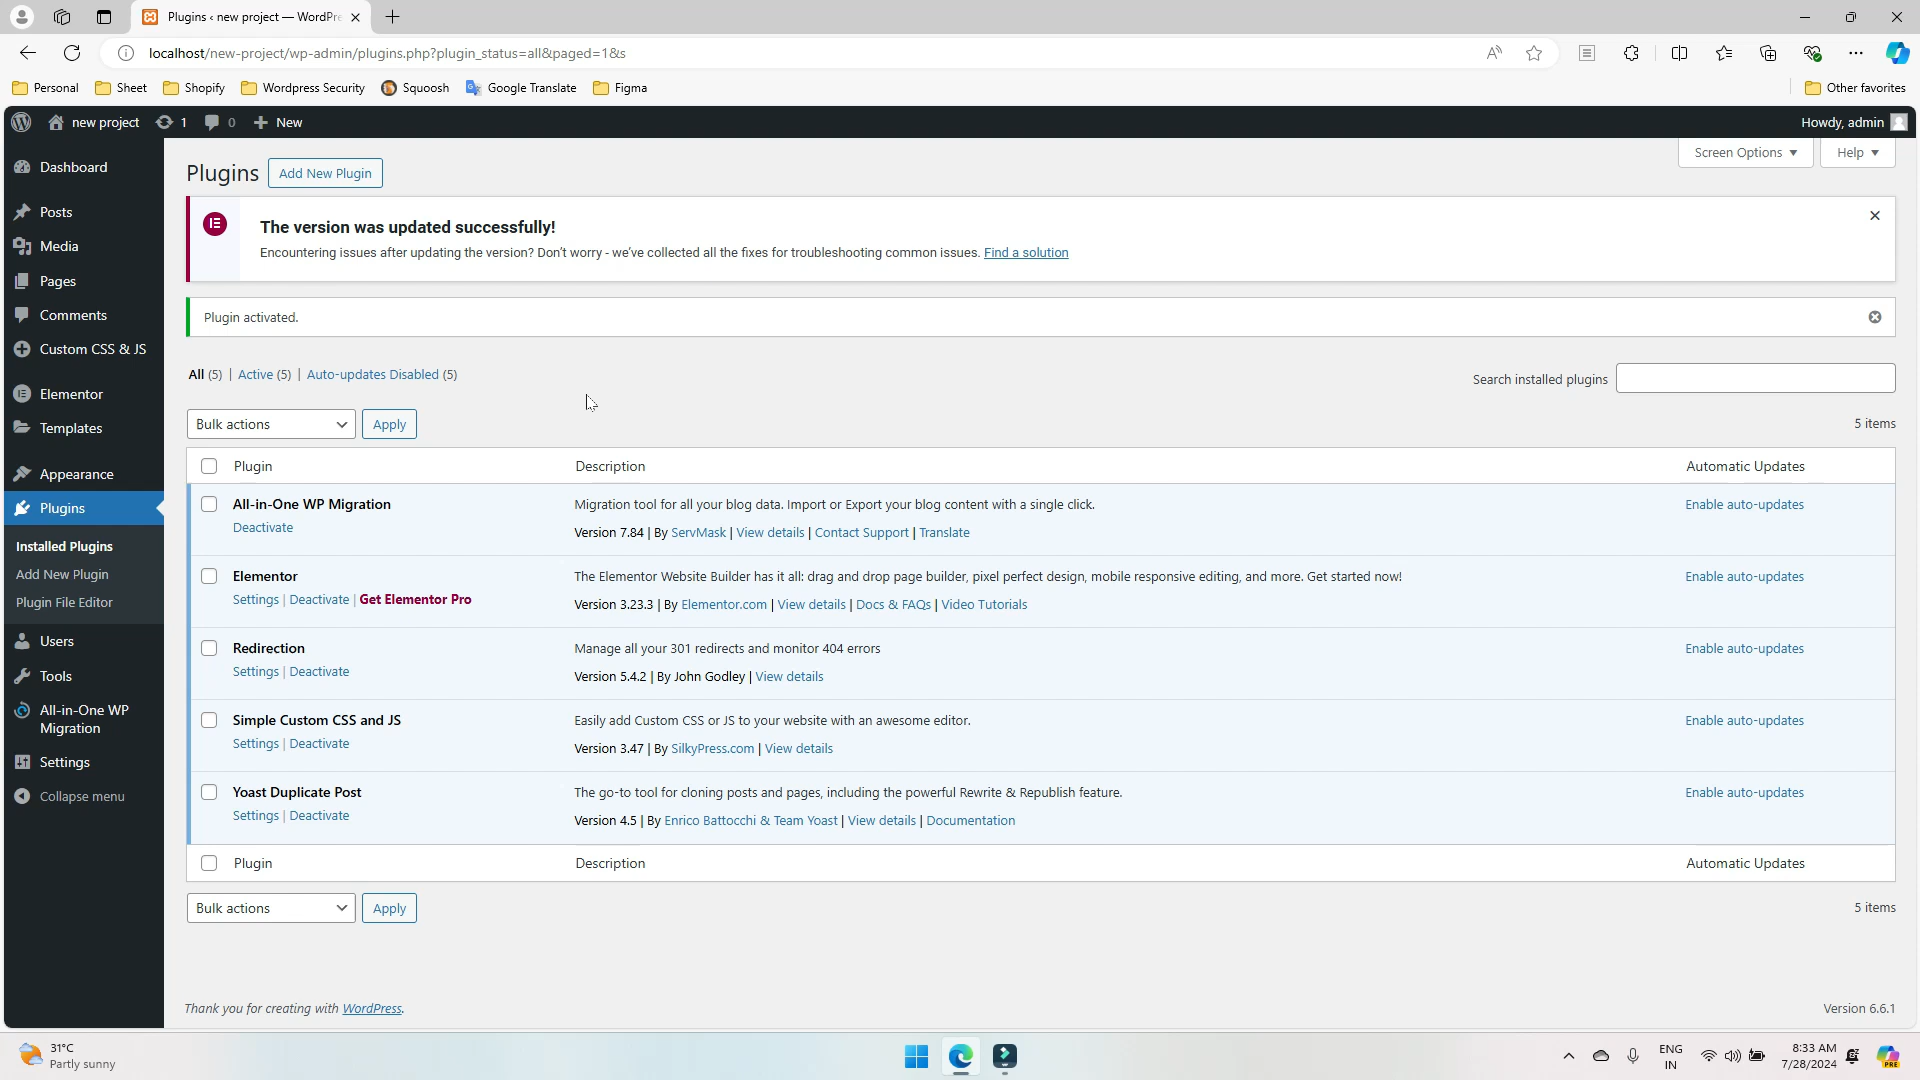 Plugins ‹ new project — WordPre
localhost/new-project/wp-admin/plugins.php?plugin_status=all&paged=1&s
Personal Sheet Shopify Wordpress Security Squoosh Google Translate Figma Other favorites
new project 1 0 New Howdy, admin
Screen Options Help
Dashboard
Posts
Media
Pages
Comments
Custom CSS & JS
Elementor
Templates
Appearance
Plugins
Installed Plugins
Add New Plugin
Plugin File Editor
Users
Tools
All-in-One WP
Migration
Settings
Collapse menu
Plugins Add New Plugin
The version was updated successfully!
Encountering issues after updating the version? Don't worry - we've collected all the fixes for troubleshooting common issues. Find a solution
Plugin activated.
All (5) | Active (5) | Auto-updates Disabled (5)
Search installed plugins
Bulk actions Apply 5 items
Plugin Description Automatic Updates
All-in-One WP Migration Migration tool for all your blog data. Import or Export your blog content with a single click. Enable auto-updates
Deactivate
Version 7.84 | By ServMask | View details | Contact Support | Translate
Elementor The Elementor Website Builder has it all: drag and drop page builder, pixel perfect design, mobile responsive editing, and more. Get started now! Enable auto-updates
Settings | Deactivate | Get Elementor Pro
Version 3.23.3 | By Elementor.com | View details | Docs & FAQs | Video Tutorials
Redirection Manage all your 301 redirects and monitor 404 errors Enable auto-updates
Settings | Deactivate
Version 5.4.2 | By John Godley | View details
Simple Custom CSS and JS Easily add Custom CSS or JS to your website with an awesome editor. Enable auto-updates
Settings | Deactivate
Version 3.47 | By SilkyPress.com | View details
Yoast Duplicate Post The go-to tool for cloning posts and pages, including the powerful Rewrite & Republish feature. Enable auto-updates
Settings | Deactivate
Version 4.5 | By Enrico Battocchi & Team Yoast | View details | Documentation
Plugin Description Automatic Updates
Bulk actions Apply 5 items
Thank you for creating with WordPress. Version 6.6.1
31°C
Partly sunny
ENG
IN
8:33 AM
7/28/2024
PRE